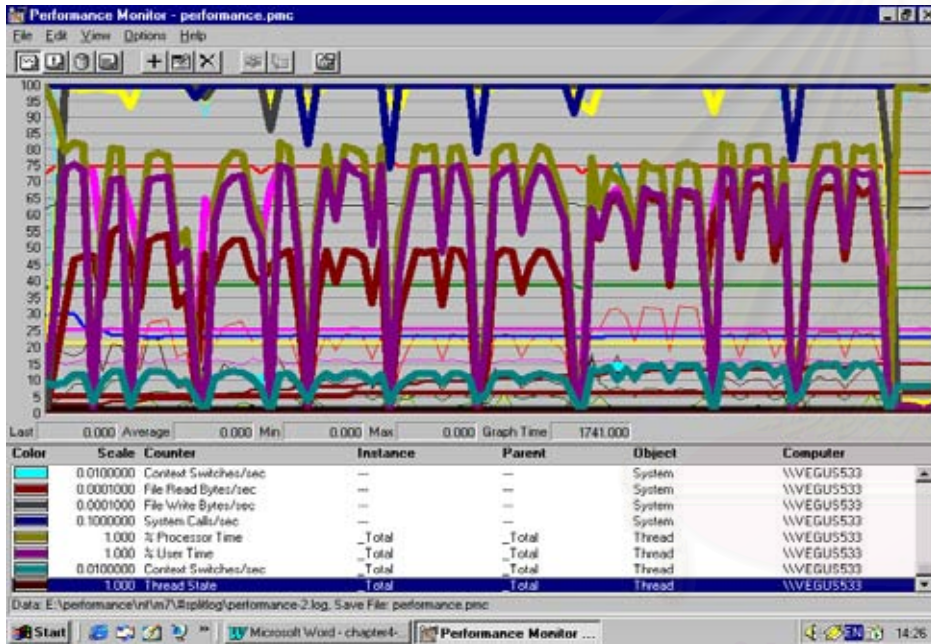 Performance Monitor - performance.pmc
File Edit View Options Help
100
95
90
85
80
75
70
65
60
55
50
45
40
35
30
25
20
15
10
5
0
Last 0.000 Average 0.000 Min 0.000 Max 0.000 Graph Time 1741.000
Color Scale Counter Instance Parent Object Computer
0.0100000 Context Switches/sec --- --- System \\VEGUS533
0.0001000 File Read Bytes/sec --- --- System \\VEGUS533
0.0001000 File Write Bytes/sec --- --- System \\VEGUS533
0.1000000 System Calls/sec --- --- System \\VEGUS533
1.000 % Processor Time _Total _Total Thread \\VEGUS533
1.000 % User Time _Total _Total Thread \\VEGUS533
0.0100000 Context Switches/sec _Total _Total Thread \\VEGUS533
1.000 Thread State _Total _Total Thread \\VEGUS533
Save File: performance.pmc
Start Microsoft Word - chapter4-... Performance Monitor ... EN 14:26